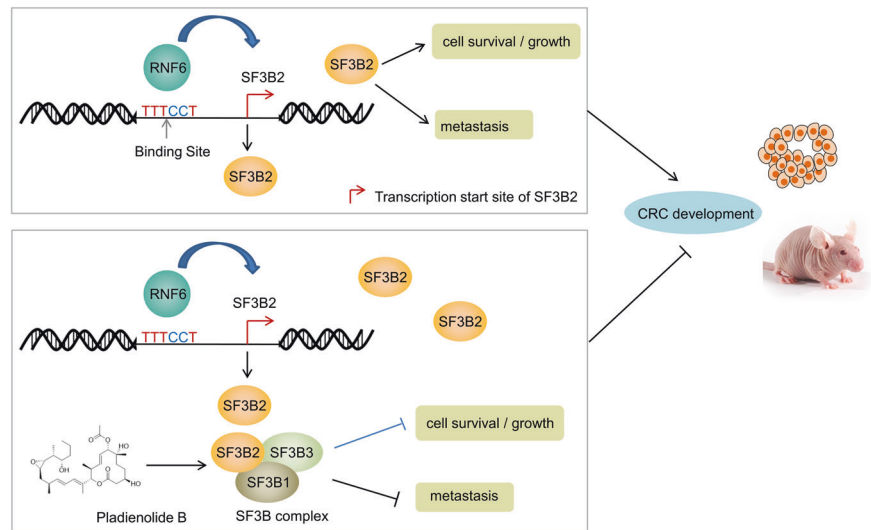 RNF6
SF3B2
SF3B2
cell survival / growth
TTTCCT
Binding Site
metastasis
SF3B2
Transcription start site of SF3B2
CRC development
RNF6
SF3B2
SF3B2
SF3B2
TTTCCT
SF3B2
cell survival / growth
O
O
HO
O
OH
O
O
HO
SF3B2
SF3B3
SF3B1
metastasis
Pladienolide B
SF3B complex